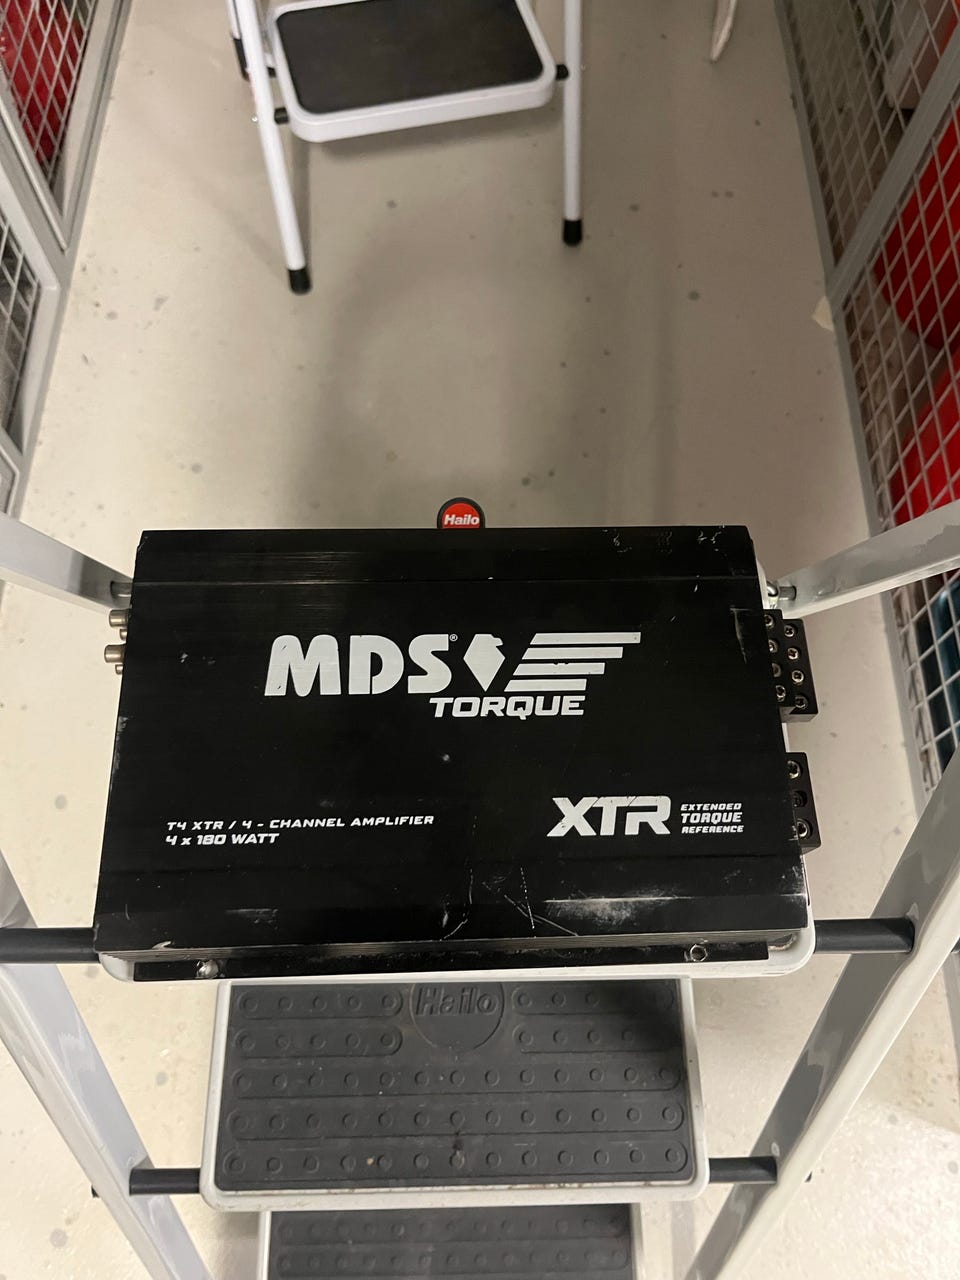 Hailo
MDS®
TORQUE
T4 XTR / 4 - CHANNEL AMPLIFIER
4 x 180 WATT
XTR
EXTENDED
TORQUE
REFERENCE
Hailo